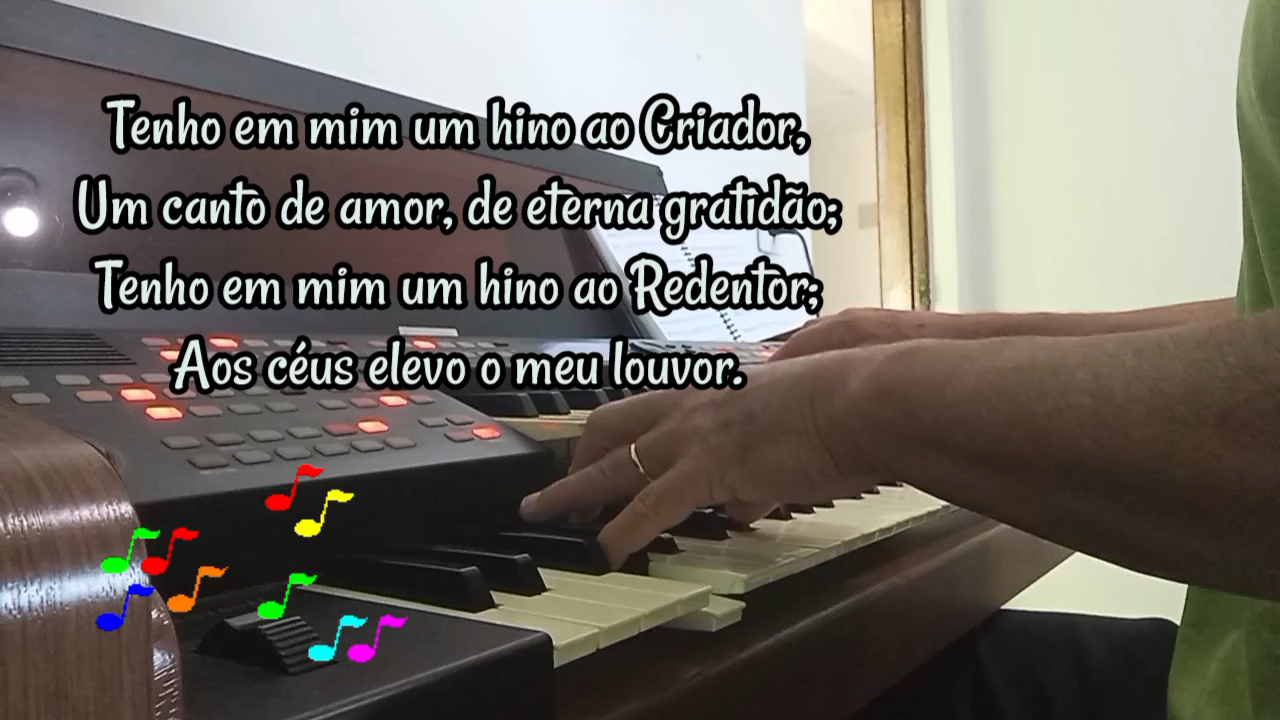 Tenho em mim um hino ao Criador,
Um canto de amor, de eterna gratidão;
Tenho em mim um hino ao Redentor;
Aos céus elevo o meu louvor.